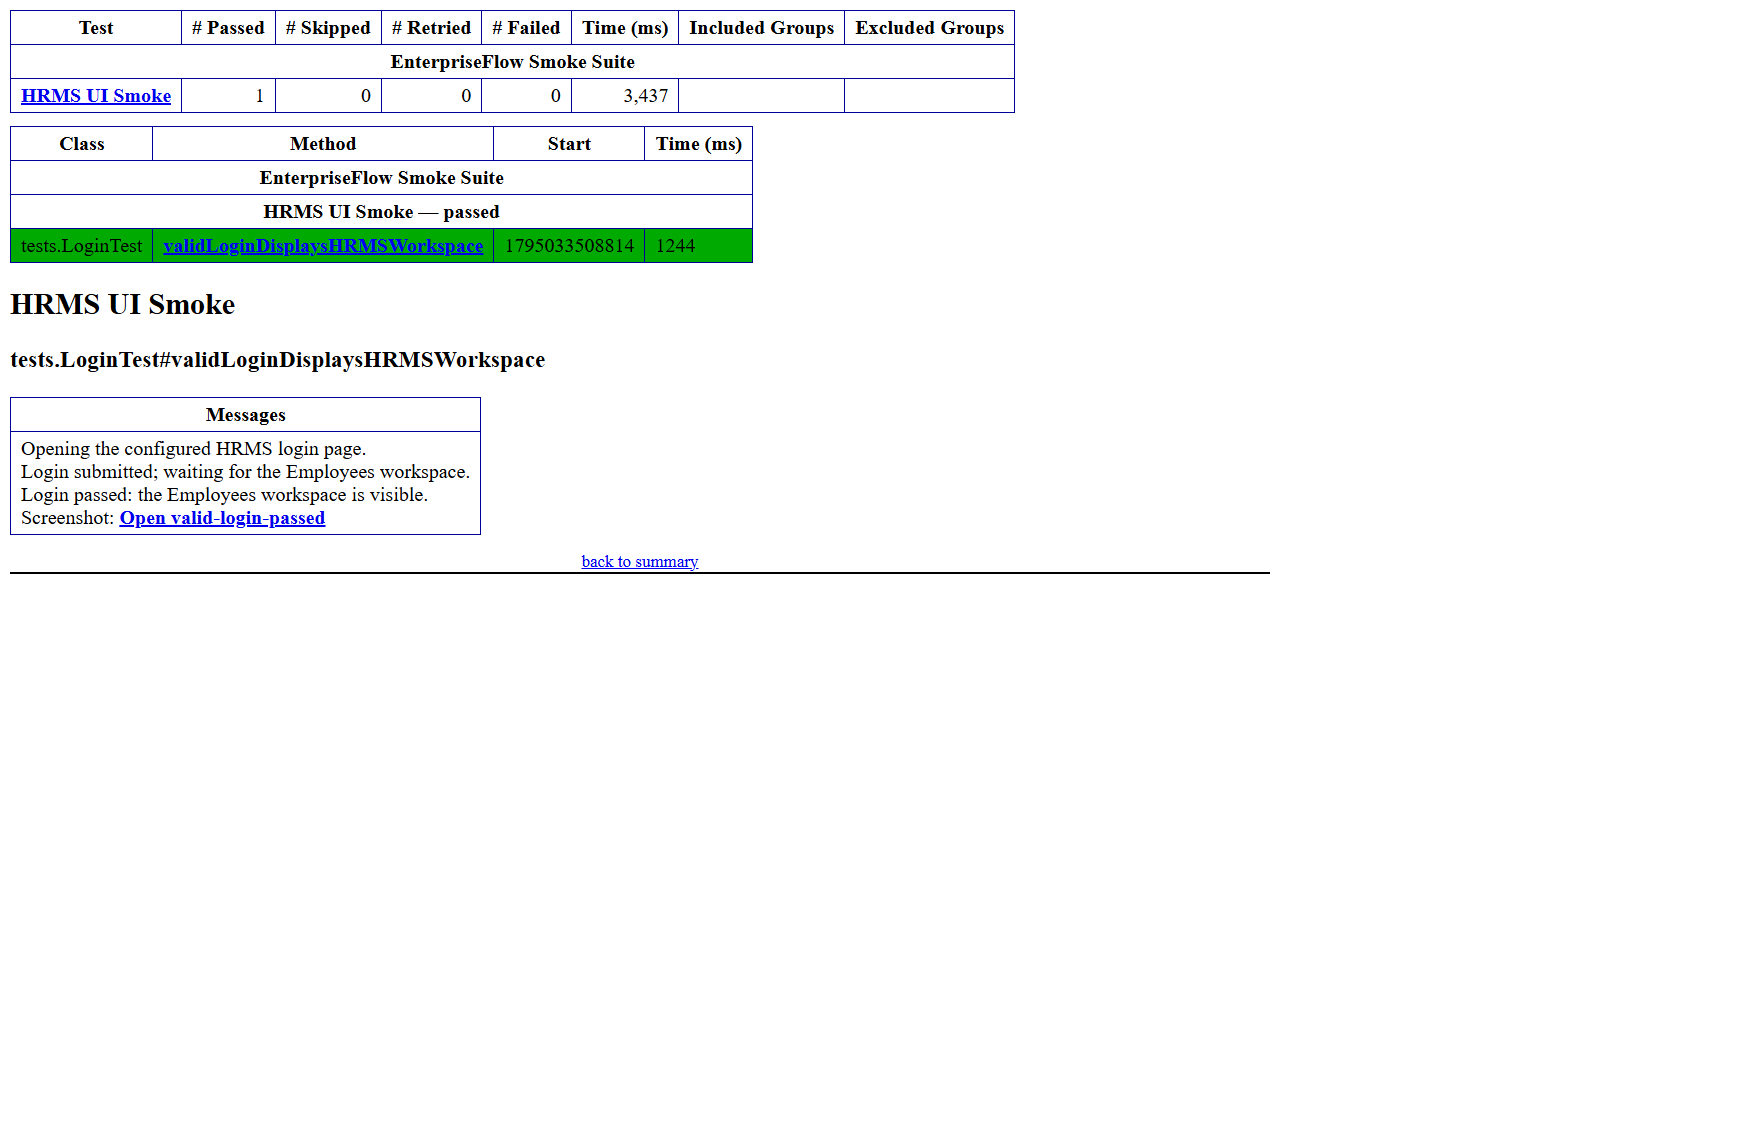 Test # Passed # Skipped # Retried # Failed Time (ms) Included Groups Excluded Groups
EnterpriseFlow Smoke Suite
HRMS UI Smoke 1 0 0 0 3,437
Class Method Start Time (ms)
EnterpriseFlow Smoke Suite
HRMS UI Smoke — passed
tests.LoginTest validLoginDisplaysHRMSWorkspace 1795033508814 1244
HRMS UI Smoke
tests.LoginTest#validLoginDisplaysHRMSWorkspace
Messages
Opening the configured HRMS login page.
Login submitted; waiting for the Employees workspace.
Login passed: the Employees workspace is visible.
Screenshot: Open valid-login-passed
back to summary